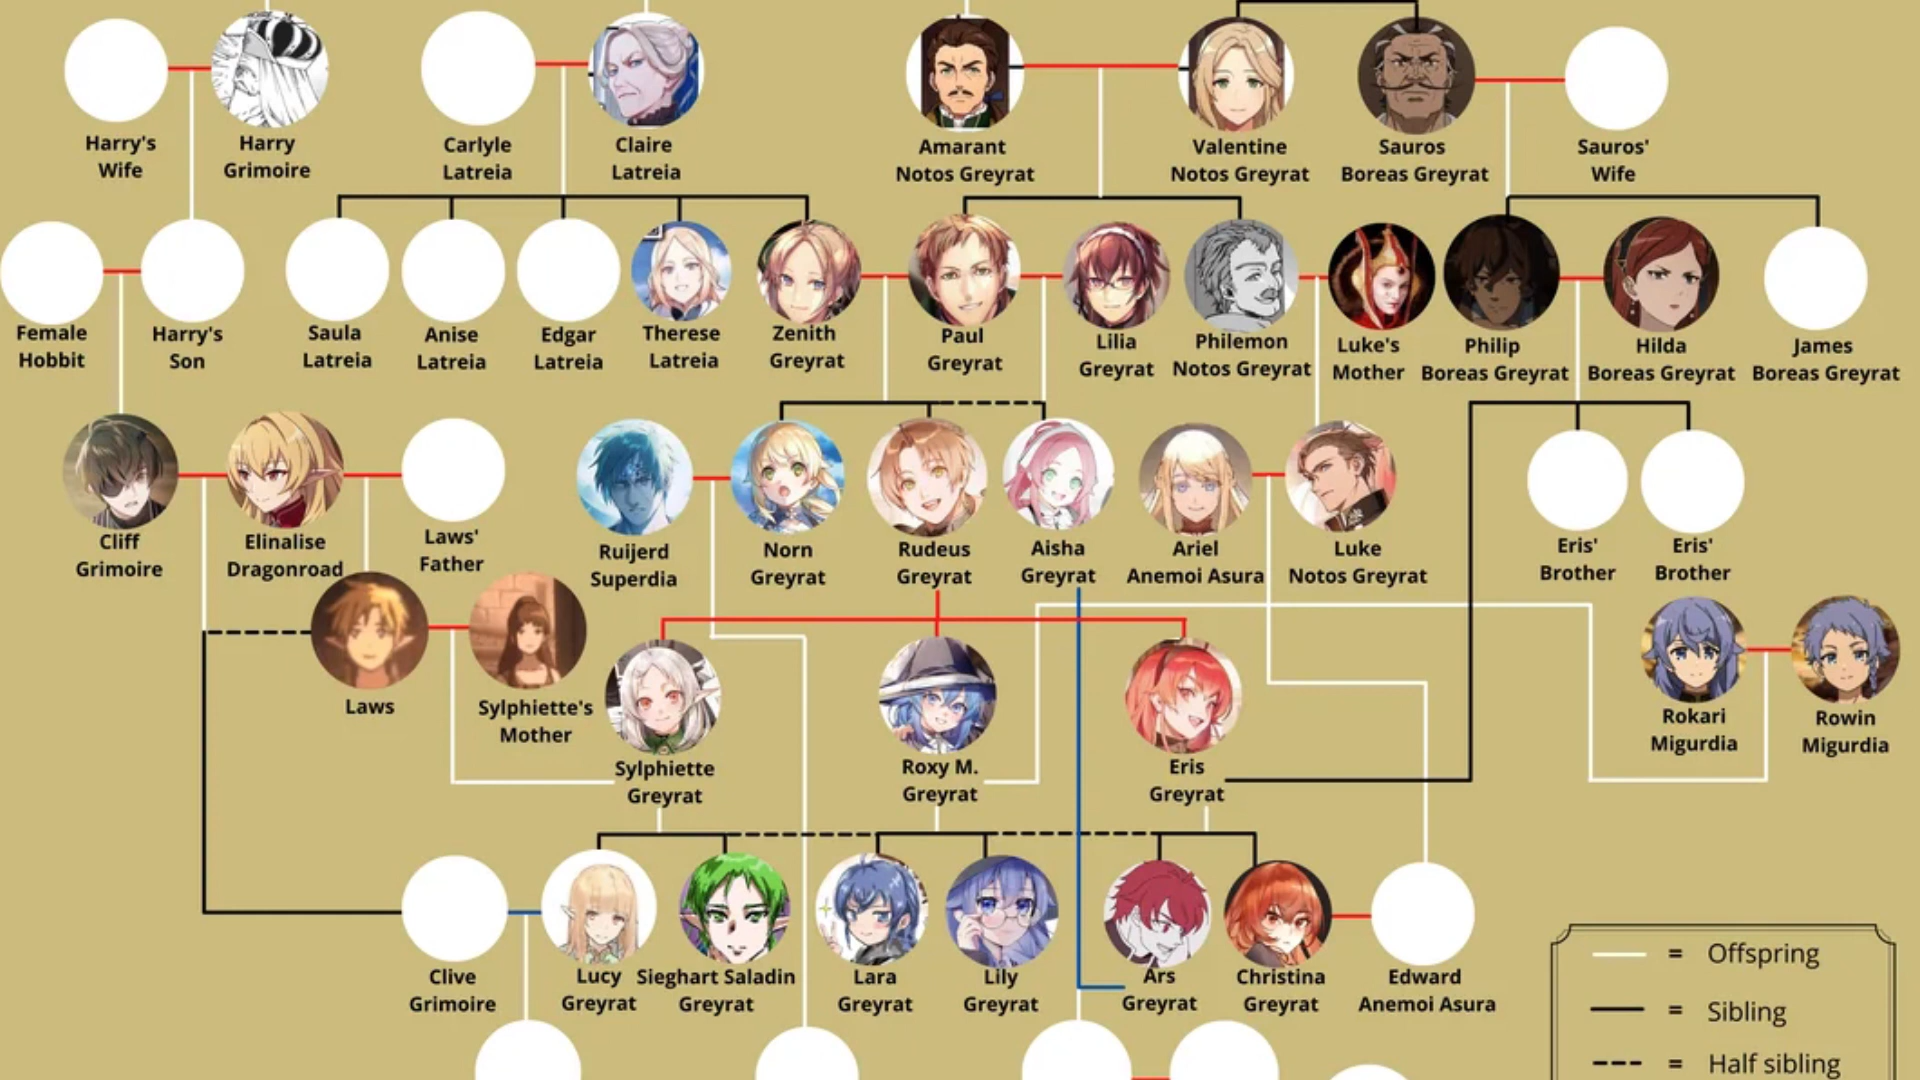 Harry's
Wife
Harry
Grimoire
Carlyle
Latreia
Claire
Latreia
Amarant
Notos Greyrat
Valentine
Notos Greyrat
Sauros
Boreas Greyrat
Sauros'
Wife
Female
Hobbit
Harry's
Son
Saula
Latreia
Anise
Latreia
Edgar
Latreia
Therese
Latreia
Zenith
Greyrat
Paul
Greyrat
Lilia
Greyrat
Philemon
Notos Greyrat
Luke's
Mother
Philip
Boreas Greyrat
Hilda
Boreas Greyrat
James
Boreas Greyrat
Cliff
Grimoire
Elinalise
Dragonroad
Laws'
Father
Ruijerd
Superdia
Norn
Greyrat
Rudeus
Greyrat
Aisha
Greyrat
Ariel
Anemoi Asura
Luke
Notos Greyrat
Eris'
Brother
Eris'
Brother
Laws
Sylphiette's
Mother
Sylphiette
Greyrat
Roxy M.
Greyrat
Eris
Greyrat
Rokari
Migurdia
Rowin
Migurdia
Clive
Grimoire
Lucy
Greyrat
Sieghart Saladin
Greyrat
Lara
Greyrat
Lily
Greyrat
Ars
Greyrat
Christina
Greyrat
Edward
Anemoi Asura
= Offspring
= Sibling
= Half sibling